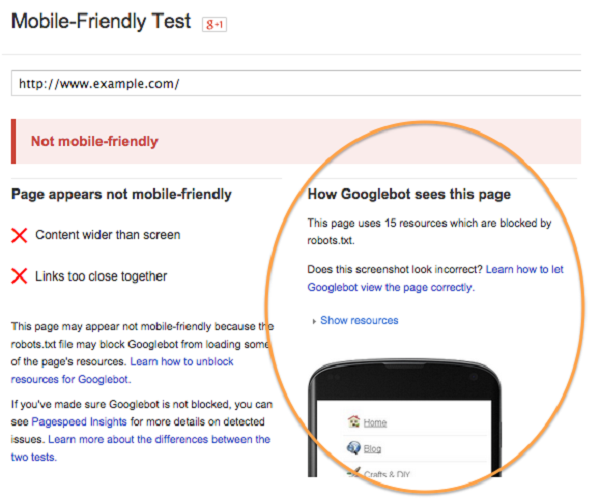 Mobile-Friendly Test g+1
http://www.example.com/
Not mobile-friendly
Page appears not mobile-friendly
Content wider than screen
Links too close together
This page may appear not mobile-friendly because the
robots.txt file may block Googlebot from loading some
of the page's resources. Learn how to unblock
resources for Googlebot.
If you've made sure Googlebot is not blocked, you can
see Pagespeed Insights for more details on detected
issues. Learn more about the differences between the
two tests.
How Googlebot sees this page
This page uses 15 resources which are blocked by
robots.txt.
Does this screenshot look incorrect? Learn how to let
Googlebot view the page correctly.
Show resources
Home
Blog
Crafts & DIY